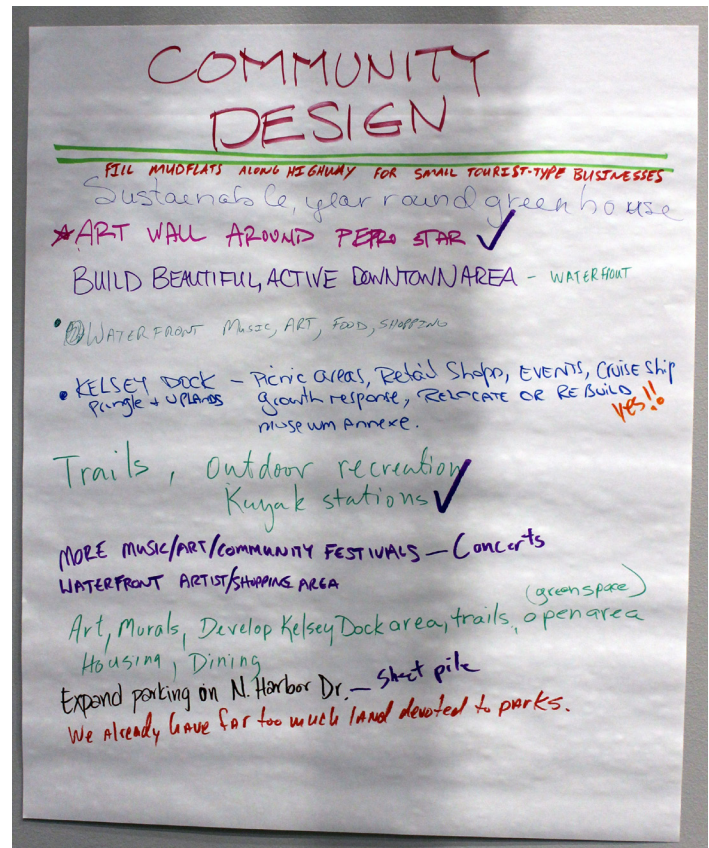 COMMUNITY
DESIGN
FILL MUDFLATS ALONG HIGHWAY FOR SMALL TOURIST-TYPE BUSINESSES
Sustainable, year round greenhouse
ART WALL AROUND PETRO STAR
BUILD BEAUTIFUL, ACTIVE DOWNTOWN AREA - WATERFRONT
WATERFRONT MUSIC, ART, FOOD, SHOPPING
• KELSEY DOCK - Picnic areas, Retail Shops, EVENTS, CRUISE Ship
+ UPLANDS growth response, RELOCATE OR REBUILD
museum Annexe. yes!!
Trails, outdoor recreation
Kayak stations
MORE MUSIC/ART/COMMUNITY FESTIVALS - Concerts
WATERFRONT ARTIST/SHOPPING AREA
(green space)
Art, Murals, Develop Kelsey Dock area, trails, open area
Housing, Dining
Expand parking on N. Harbor Dr. - sheet pile
We Already have far too much land devoted to parks.